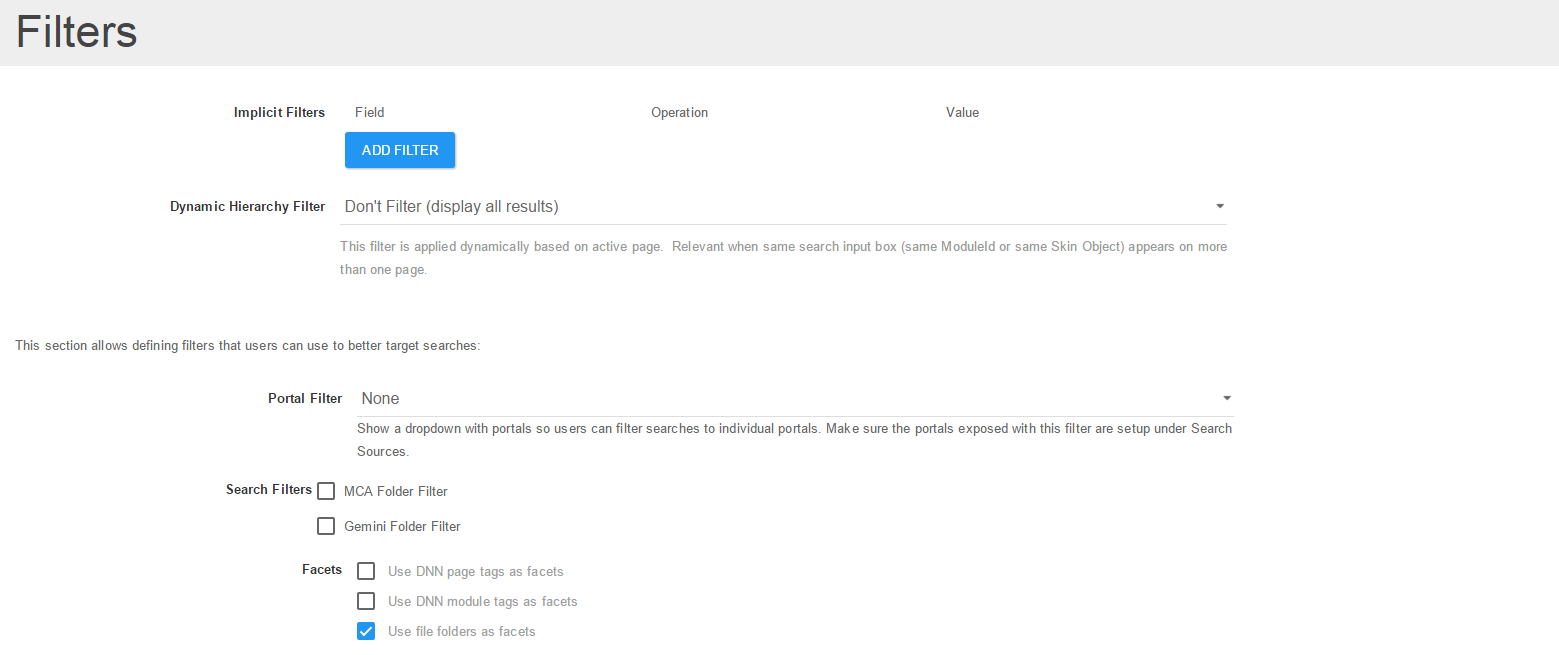 Filters
Implicit Filters Field Operation Value
ADD FILTER
Dynamic Hierarchy Filter Don't Filter (display all results)
This filter is applied dynamically based on active page.  Relevant when same search input box (same ModuleId or same Skin Object) appears on more
than one page.
This section allows defining filters that users can use to better target searches:
Portal Filter None
Show a dropdown with portals so users can filter searches to individual portals. Make sure the portals exposed with this filter are setup under Search
Sources.
Search Filters MCA Folder Filter
Gemini Folder Filter
Facets Use DNN page tags as facets
Use DNN module tags as facets
Use file folders as facets